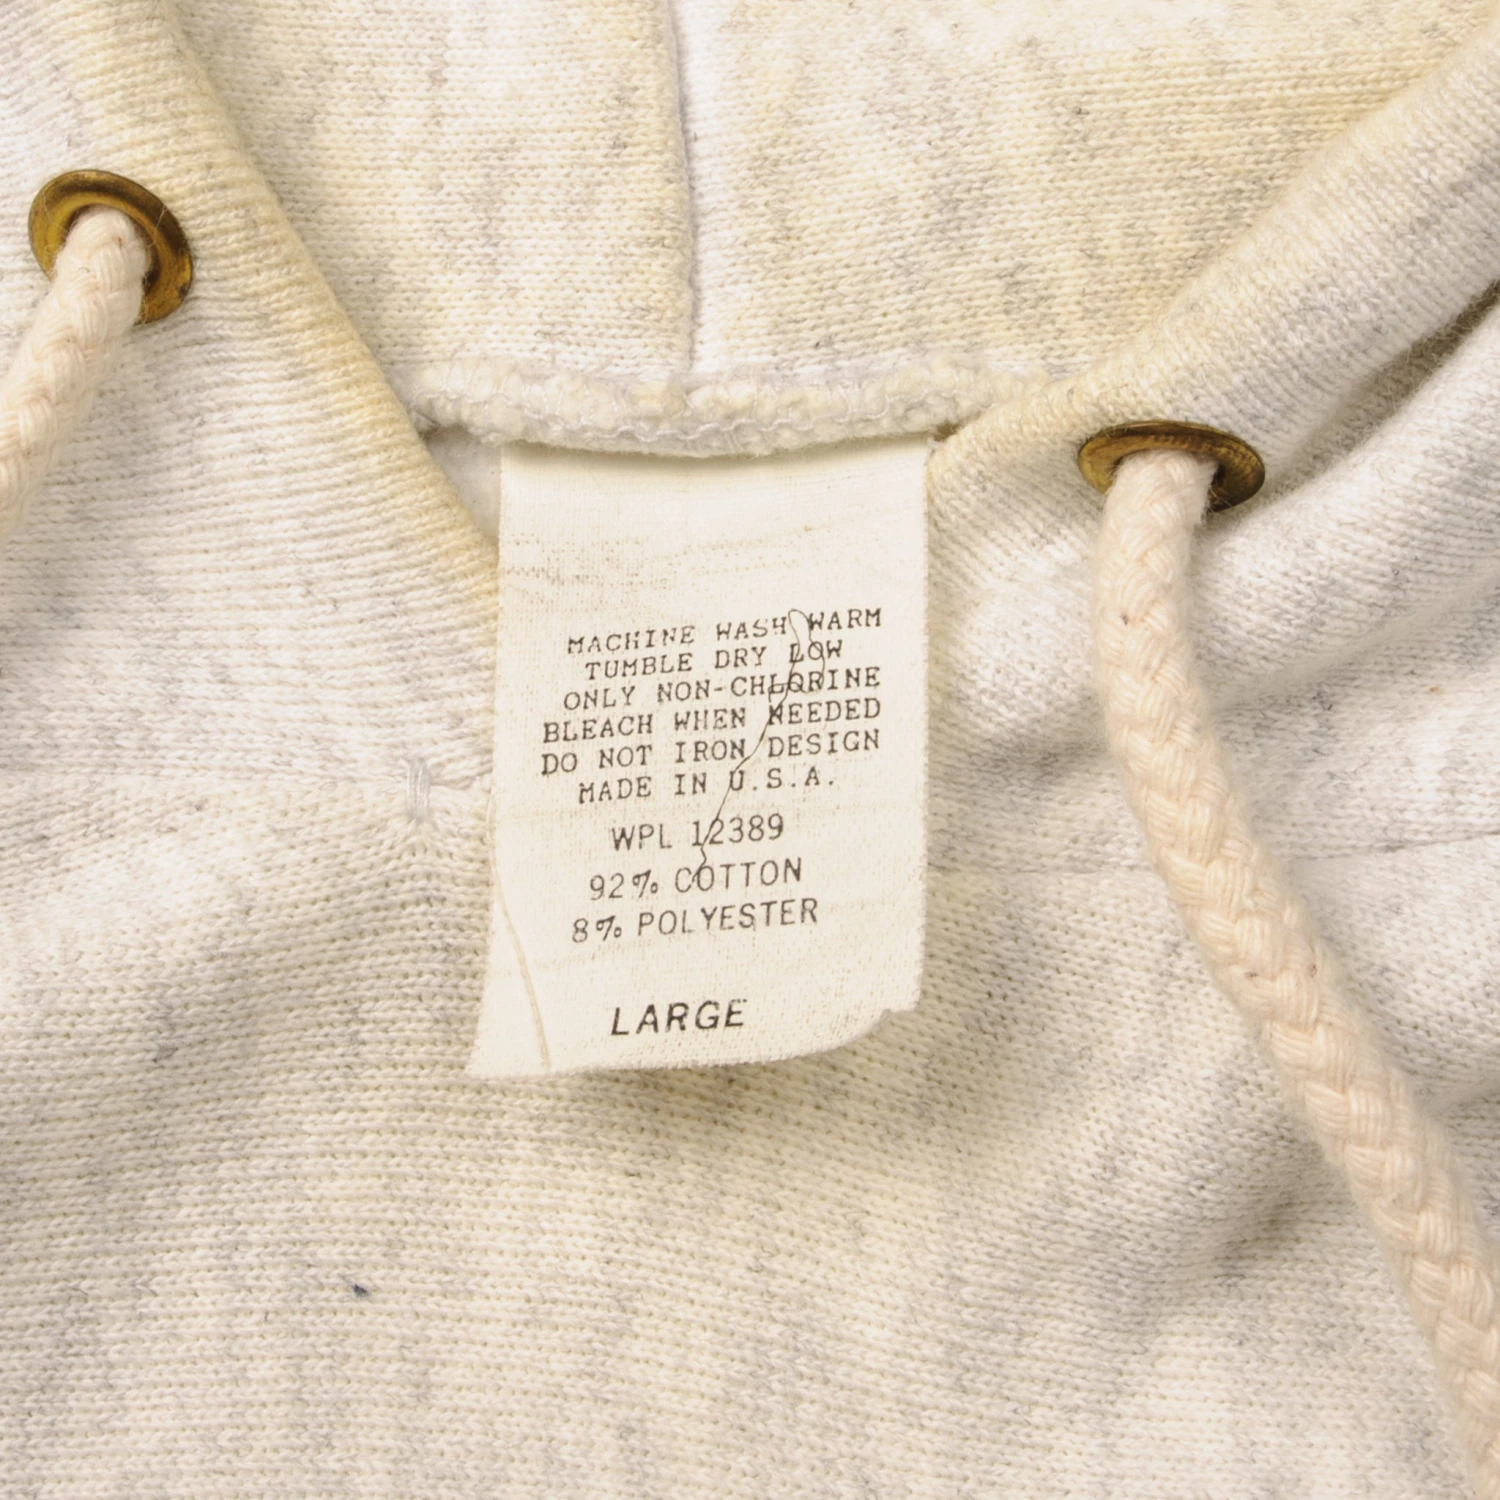 MACHINE WASH WARM
TUMBLE DRY LOW
ONLY NON-CHLORINE
BLEACH WHEN NEEDED
DO NOT IRON DESIGN
MADE IN U.S.A.
WPL 12389
92% COTTON
8% POLYESTER
LARGE